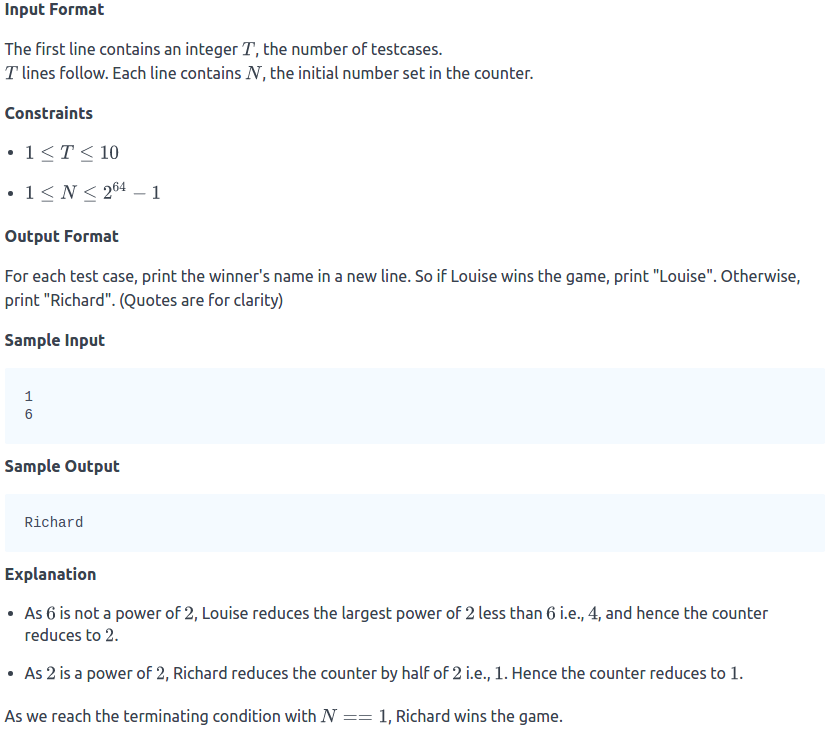 Input Format
The first line contains an integer T, the number of testcases.
T lines follow. Each line contains N, the initial number set in the counter.
Constraints
• 1 ≤ T ≤ 10
• 1 ≤ N ≤ 2^64 − 1
Output Format
For each test case, print the winner's name in a new line. So if Louise wins the game, print "Louise". Otherwise,
print "Richard". (Quotes are for clarity)
Sample Input
1
6
Sample Output
Richard
Explanation
• As 6 is not a power of 2, Louise reduces the largest power of 2 less than 6 i.e., 4, and hence the counter
reduces to 2.
• As 2 is a power of 2, Richard reduces the counter by half of 2 i.e., 1. Hence the counter reduces to 1.
As we reach the terminating condition with N == 1, Richard wins the game.